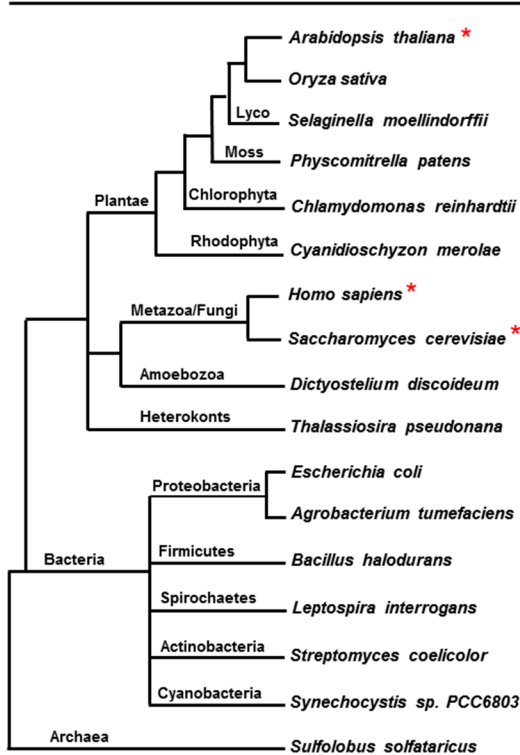 Arabidopsis thaliana *
Oryza sativa
Lyco
Selaginella moellindorffii
Moss
Physcomitrella patens
Plantae
Chlorophyta
Chlamydomonas reinhardtii
Rhodophyta
Cyanidioschyzon merolae
Homo sapiens *
Metazoa/Fungi
Saccharomyces cerevisiae *
Amoebozoa
Dictyostelium discoideum
Heterokonts
Thalassiosira pseudonana
Escherichia coli
Proteobacteria
Agrobacterium tumefaciens
Bacteria
Firmicutes
Bacillus halodurans
Spirochaetes
Leptospira interrogans
Actinobacteria
Streptomyces coelicolor
Cyanobacteria
Synechocystis sp. PCC6803
Archaea
Sulfolobus solfataricus